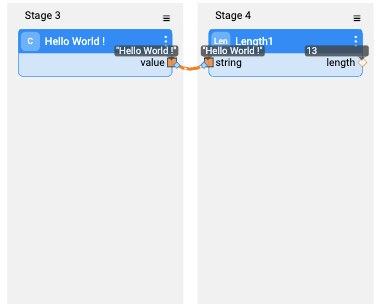 Stage 3
C Hello World !
"Hello World !"
value
Stage 4
Len Length1
"Hello World !"
13
string
length